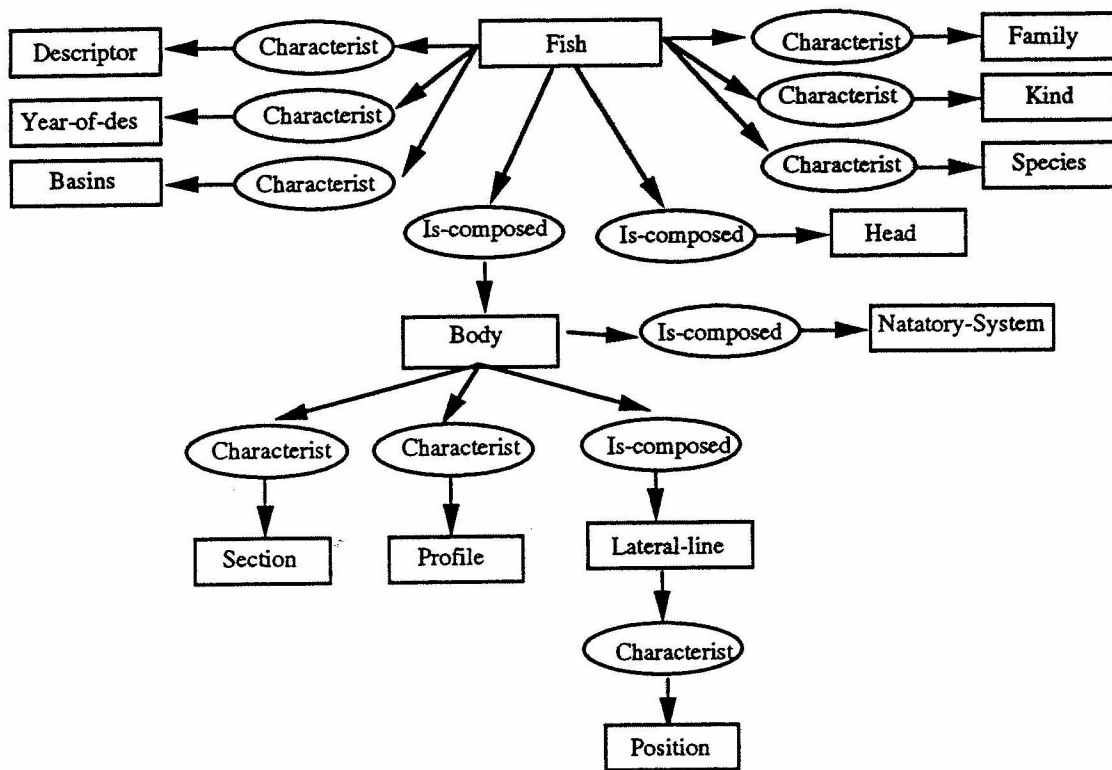 Descriptor
Characterist
Fish
Characterist
Family
Year-of-des
Characterist
Characterist
Kind
Basins
Characterist
Characterist
Species
Is-composed
Is-composed
Head
Body
Is-composed
Natatory-System
Characterist
Characterist
Is-composed
Section
Profile
Lateral-line
Characterist
Position